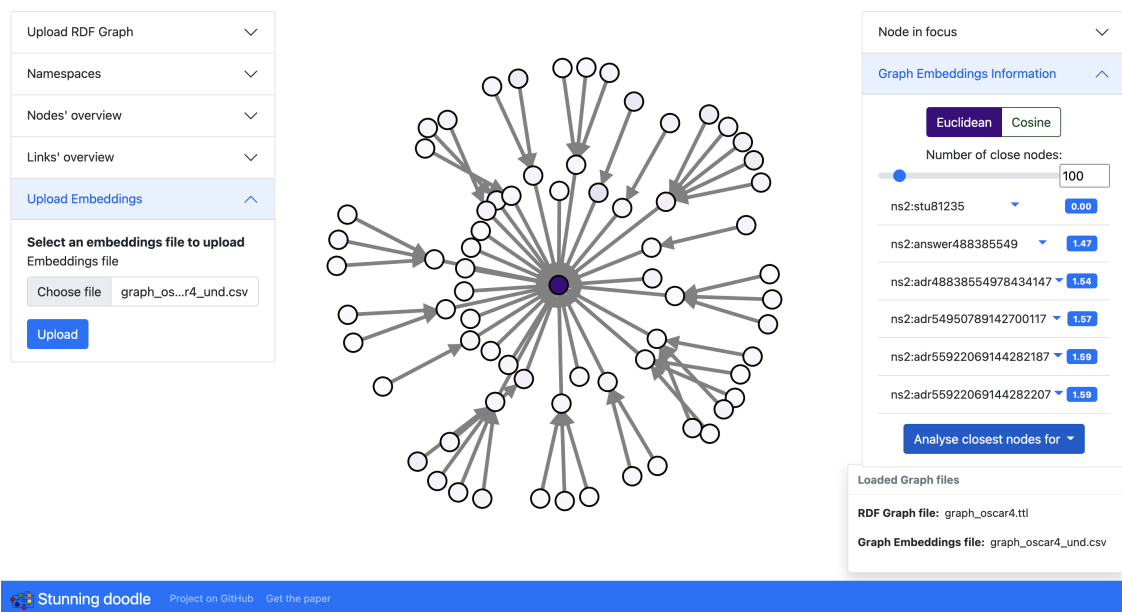 Upload RDF Graph
Namespaces
Nodes' overview
Links' overview
Upload Embeddings
Select an embeddings file to upload
Embeddings file
Choose file graph_os...r4_und.csv
Upload
Node in focus
Graph Embeddings Information
Euclidean Cosine
Number of close nodes:
100
ns2:stu81235 0.00
ns2:answer488385549 1.47
ns2:adr48838554978434147 1.54
ns2:adr54950789142700117 1.57
ns2:adr55922069144282187 1.59
ns2:adr55922069144282207 1.59
Analyse closest nodes for
Loaded Graph files
RDF Graph file: graph_oscar4.ttl
Graph Embeddings file: graph_oscar4_und.csv
Stunning doodle Project on GitHub Get the paper